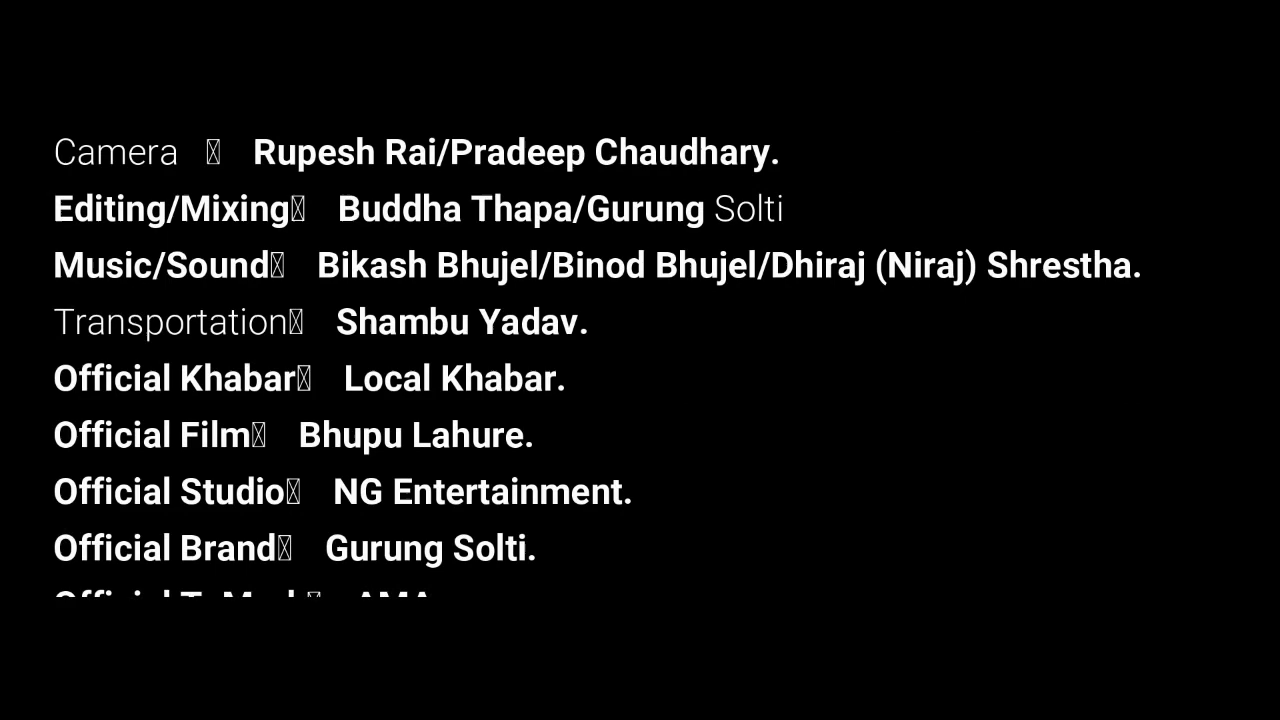 Camera Rupesh Rai/Pradeep Chaudhary.
Editing/Mixing Buddha Thapa/Gurung Solti
Music/Sound Bikash Bhujel/Binod Bhujel/Dhiraj (Niraj) Shrestha.
Transportation Shambu Yadav.
Official Khabar Local Khabar.
Official Film Bhupu Lahure.
Official Studio NG Entertainment.
Official Brand Gurung Solti.
Official